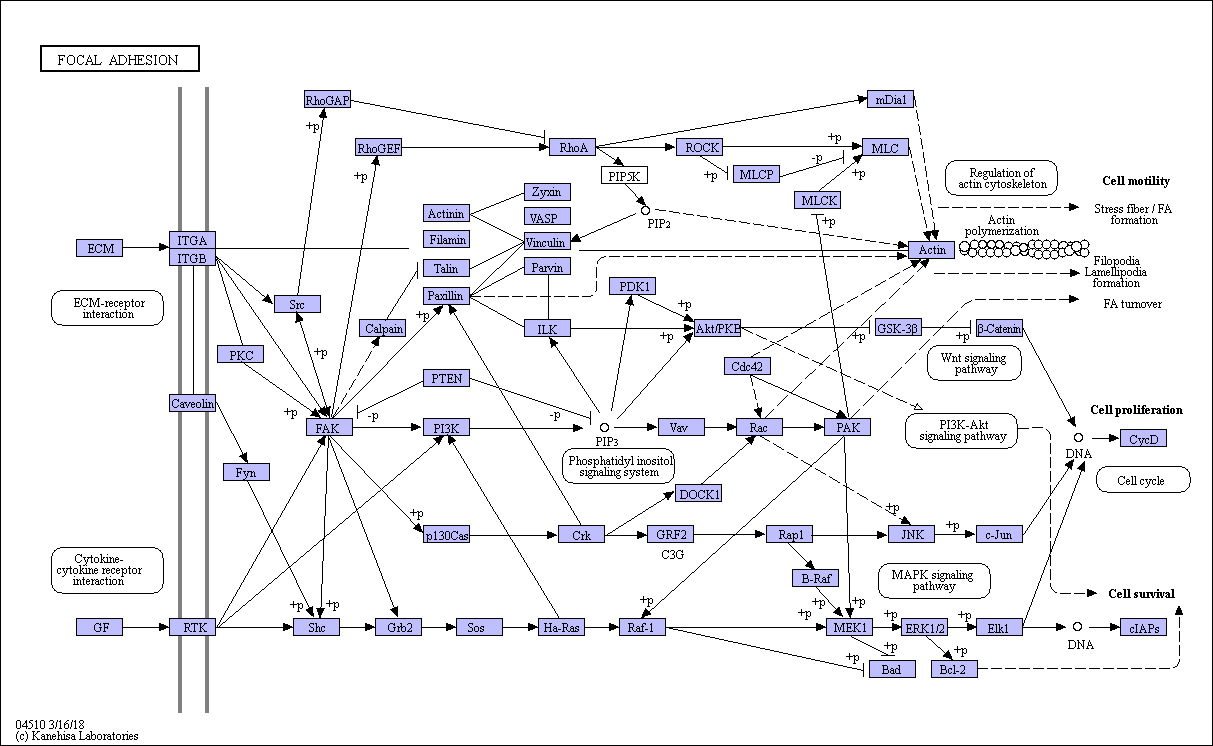 FOCAL ADHESION
RhoGAP
mDia1
+p
RhoGEF
RhoA
ROCK
+p
MLC
-p
+p
PIP5K
+p
MLCP
+p
Regulation of
actin cytoskeleton
Cell motility
Zyxin
MLCK
Actinin
VASP
PIP2
+p
Stress fiber / FA
formation
Actin
polymerization
ECM
ITGA
ITGB
Filamin
Vinculin
Actin
Talin
Parvin
Filopodia
Lamellipodia
formation
ECM-receptor
interaction
Src
Paxillin
PDK1
+p
FA turnover
+p
Calpain
ILK
+p
Akt/PKB
+p
GSK-3β
+p
β-Catenin
PKC
+p
Wnt signaling
pathway
PTEN
Cdc42
Caveolin
+p
-p
-p
Cell proliferation
FAK
PI3K
PIP3
Vav
Rac
PAK
PI3K-Akt
signaling pathway
DNA
CycD
Fyn
Phosphatidyl inositol
signaling system
Cell cycle
DOCK1
+p
+p
p130Cas
Crk
GRF2
C3G
Rap1
JNK
+p
c-Jun
Cytokine-
cytokine receptor
interaction
B-Raf
MAPK signaling
pathway
Cell survival
+p
+p
+p
+p
+p
+p
+p
+p
GF
RTK
Shc
Grb2
Sos
Ha-Ras
Raf-1
MEK1
ERK1/2
Elk1
DNA
cIAPs
+p
+p
+p
Bad
Bcl-2
04510 3/16/18
(c) Kanehisa Laboratories